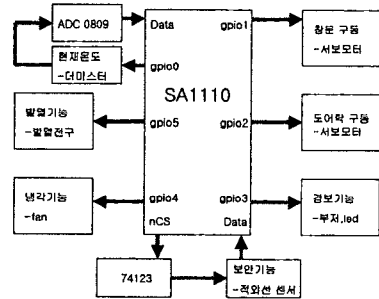 ADC 0809
Data
gpio1
창문 구동
-서보모터
현재온도
-더미스터
gpio0
SA1110
발열기능
-발열전구
gpio5
gpio2
도어락 구동
-서보모터
냉각기능
-fan
gpio4
gpio3
경보기능
-부저,led
nCS
Data
74123
보안기능
-적외선 센서